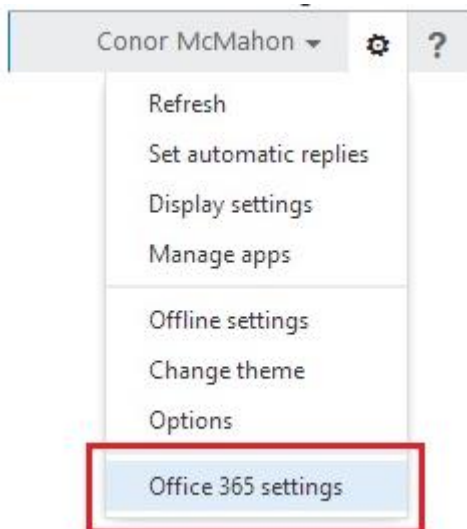 Conor McMahon ?
Refresh
Set automatic replies
Display settings
Manage apps
Offline settings
Change theme
Options
Office 365 settings